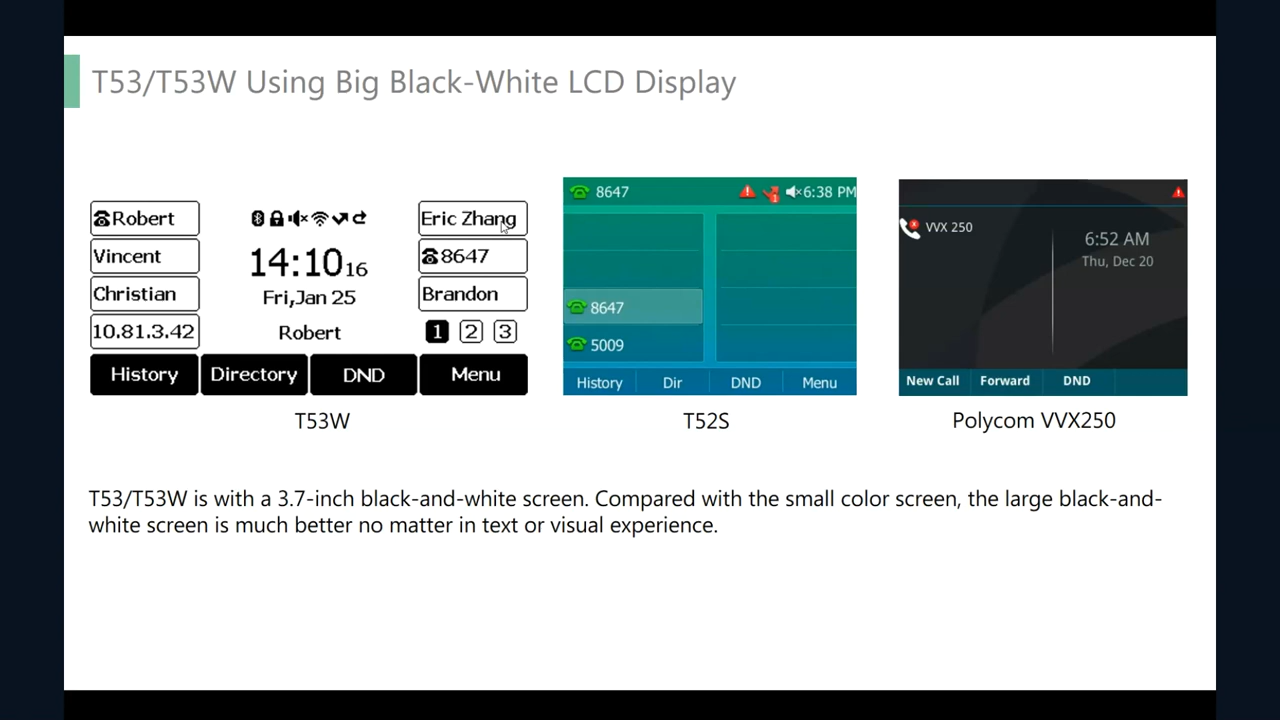 T53/T53W Using Big Black-White LCD Display
Robert
Vincent
Christian
10.81.3.42
14:10 16
Fri,Jan 25
Robert
Eric Zhang
8647
Brandon
1 2 3
History Directory DND Menu
T53W
8647 6:38 PM
8647
5009
History Dir DND Menu
T52S
VVX 250
6:52 AM
Thu, Dec 20
New Call Forward DND
Polycom VVX250
T53/T53W is with a 3.7-inch black-and-white screen. Compared with the small color screen, the large black-and-
white screen is much better no matter in text or visual experience.